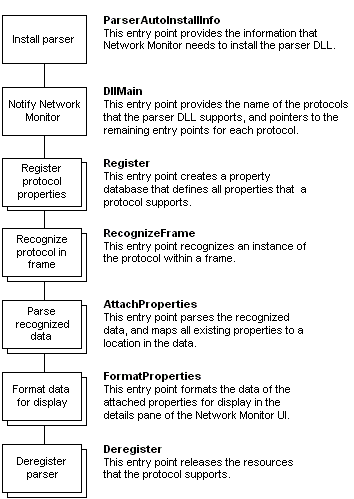 Install parser
ParserAutoInstallInfo
This entry point provides the information that
Network Monitor needs to install the parser DLL.
Notify Network
Monitor
DllMain
This entry point provides the name of the protocols
that the parser DLL supports, and pointers to the
remaining entry points for each protocol.
Register
protocol
properties
Register
This entry point creates a property
database that defines all properties that a
protocol supports.
Recognize
protocol in
frame
RecognizeFrame
This entry point recognizes an instance of
the protocol within a frame.
Parse
recognized
data
AttachProperties
This entry point parses the recognized
data, and maps all existing properties to a
location in the data.
Format data
for display
FormatProperties
This entry point formats the data of the
attached properties for display in the
details pane of the Network Monitor UI.
Deregister
parser
Deregister
This entry point releases the resources
that the protocol supports.